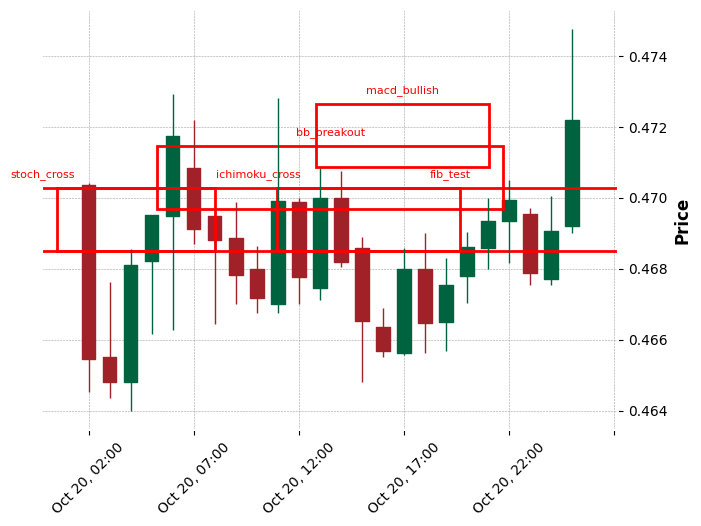 0.474
macd_bullish
0.472
bb_breakout
stoch_cross
ichimoku_cross
fib_test
0.470
Price
0.468
0.466
0.464
Oct 20, 02:00
Oct 20, 07:00
Oct 20, 12:00
Oct 20, 17:00
Oct 20, 22:00